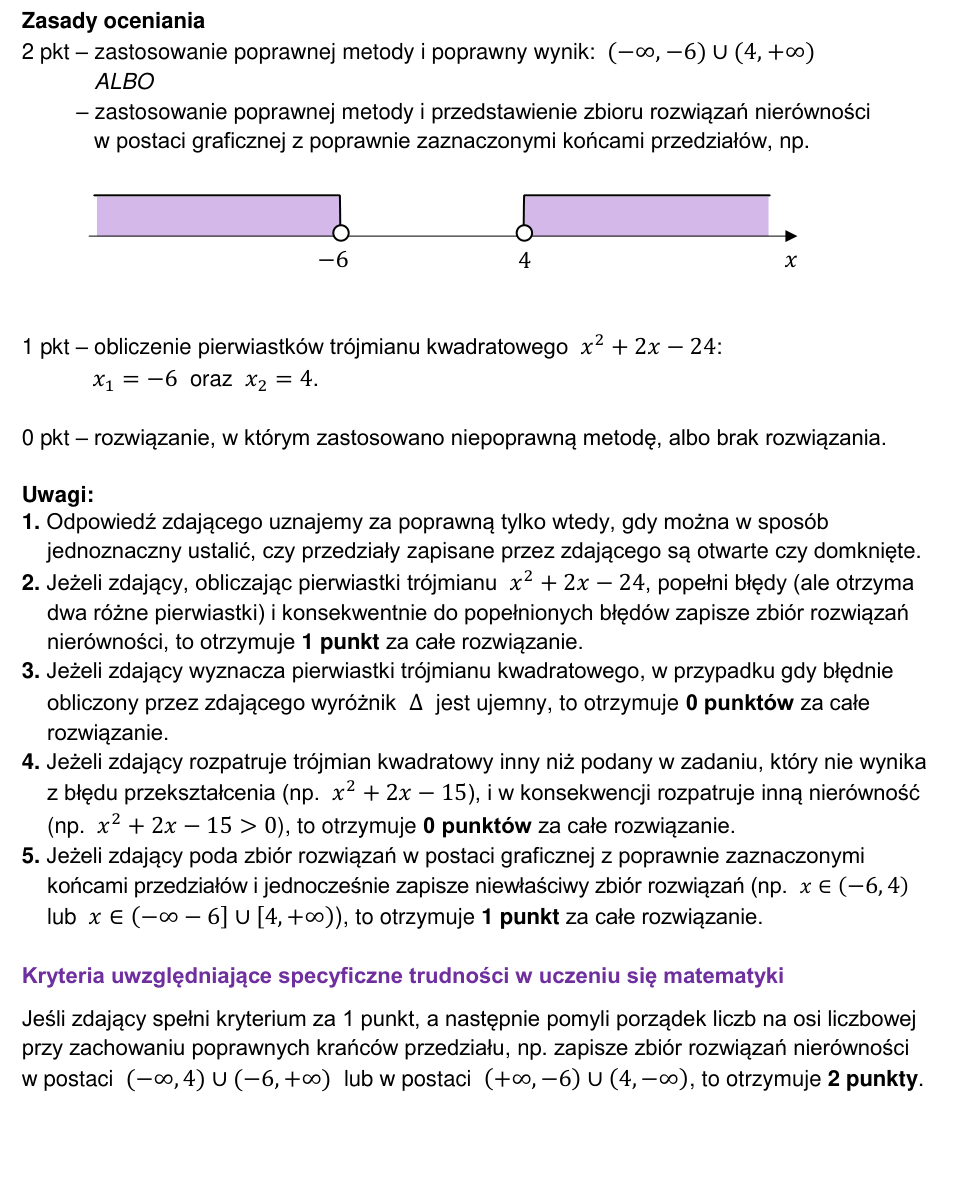 Zasady oceniania
2 pkt – zastosowanie poprawnej metody i poprawny wynik: (−∞, −6) ∪ (4, +∞)
ALBO
– zastosowanie poprawnej metody i przedstawienie zbioru rozwiązań nierówności
w postaci graficznej z poprawnie zaznaczonymi końcami przedziałów, np.
−6 4 x
1 pkt – obliczenie pierwiastków trójmianu kwadratowego x² + 2x − 24:
x₁ = −6 oraz x₂ = 4.
0 pkt – rozwiązanie, w którym zastosowano niepoprawną metodę, albo brak rozwiązania.
Uwagi:
1. Odpowiedź zdającego uznajemy za poprawną tylko wtedy, gdy można w sposób
jednoznaczny ustalić, czy przedziały zapisane przez zdającego są otwarte czy domknięte.
2. Jeżeli zdający, obliczając pierwiastki trójmianu x² + 2x − 24, popełni błędy (ale otrzyma
dwa różne pierwiastki) i konsekwentnie do popełnionych błędów zapisze zbiór rozwiązań
nierówności, to otrzymuje 1 punkt za całe rozwiązanie.
3. Jeżeli zdający wyznacza pierwiastki trójmianu kwadratowego, w przypadku gdy błędnie
obliczony przez zdającego wyróżnik Δ jest ujemny, to otrzymuje 0 punktów za całe
rozwiązanie.
4. Jeżeli zdający rozpatruje trójmian kwadratowy inny niż podany w zadaniu, który nie wynika
z błędu przekształcenia (np. x² + 2x − 15), i w konsekwencji rozpatruje inną nierówność
(np. x² + 2x − 15 > 0), to otrzymuje 0 punktów za całe rozwiązanie.
5. Jeżeli zdający poda zbiór rozwiązań w postaci graficznej z poprawnie zaznaczonymi
końcami przedziałów i jednocześnie zapisze niewłaściwy zbiór rozwiązań (np. x ∈ (−6, 4)
lub x ∈ (−∞ − 6] ∪ [4, +∞)), to otrzymuje 1 punkt za całe rozwiązanie.
Kryteria uwzględniające specyficzne trudności w uczeniu się matematyki
Jeśli zdający spełni kryterium za 1 punkt, a następnie pomyli porządek liczb na osi liczbowej
przy zachowaniu poprawnych krańców przedziału, np. zapisze zbiór rozwiązań nierówności
w postaci (−∞, 4) ∪ (−6, +∞) lub w postaci (+∞, −6) ∪ (4, −∞), to otrzymuje 2 punkty.